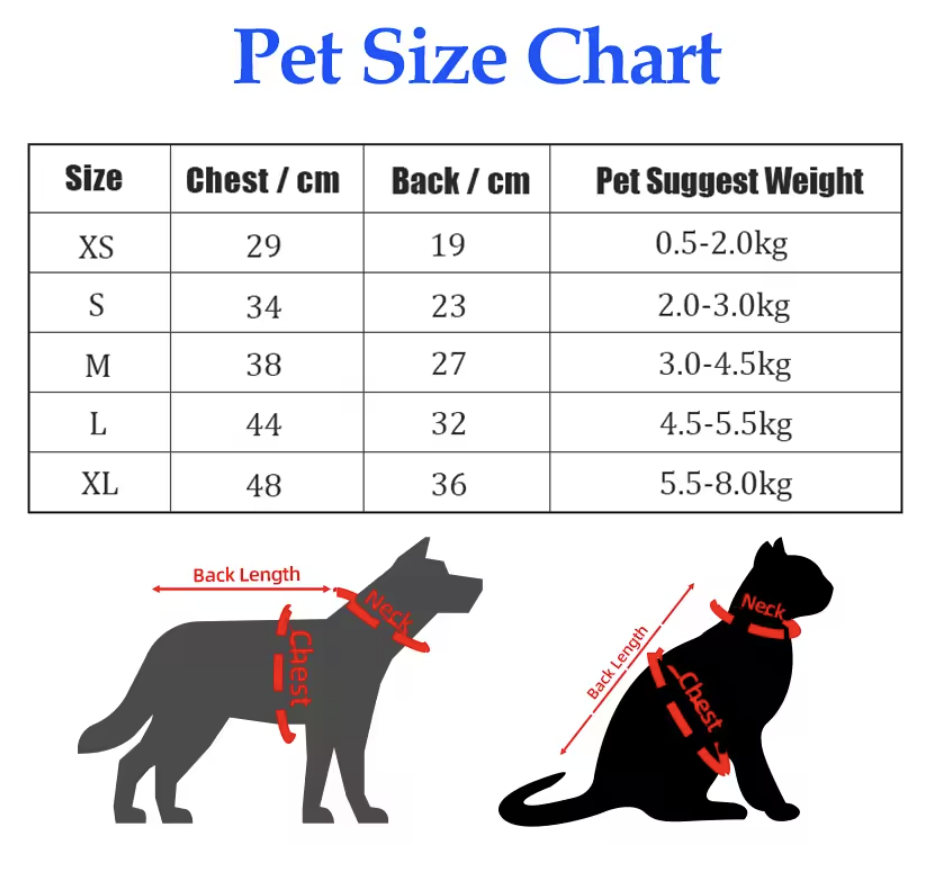 Pet Size Chart
Size Chest / cm Back / cm Pet Suggest Weight
XS 29 19 0.5-2.0kg
S 34 23 2.0-3.0kg
M 38 27 3.0-4.5kg
L 44 32 4.5-5.5kg
XL 48 36 5.5-8.0kg
Back Length
Neck
Chest
Neck
Back Length
Chest